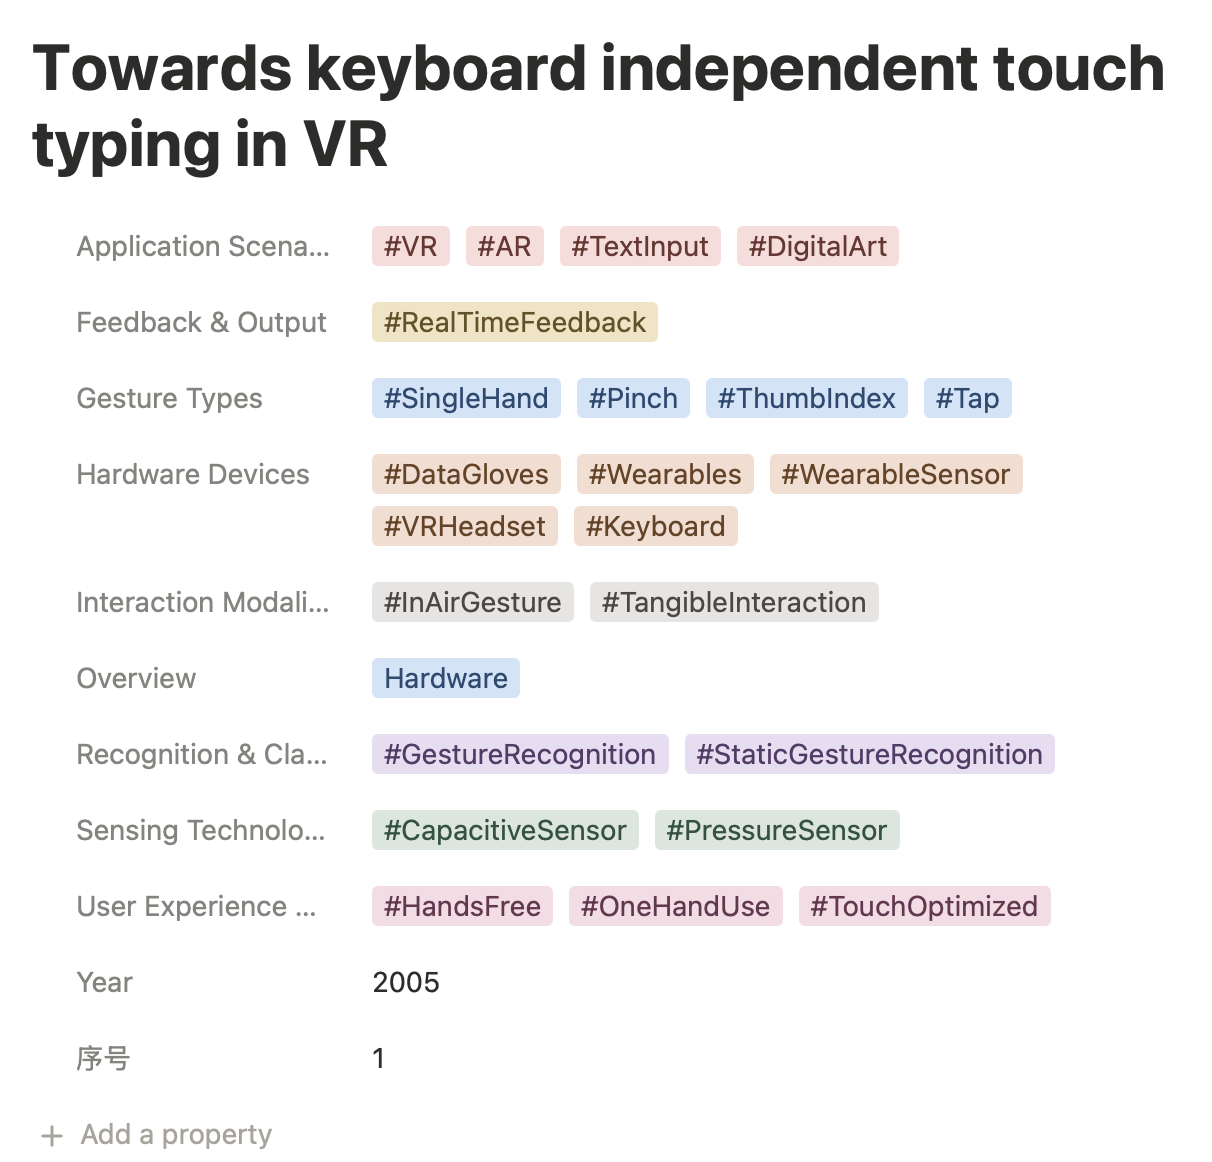 Towards keyboard independent touch
typing in VR
Application Scena... #VR #AR #TextInput #DigitalArt
Feedback & Output #RealTimeFeedback
Gesture Types #SingleHand #Pinch #ThumbIndex #Tap
Hardware Devices #DataGloves #Wearables #WearableSensor
#VRHeadset #Keyboard
Interaction Modali... #InAirGesture #TangibleInteraction
Overview Hardware
Recognition & Cla... #GestureRecognition #StaticGestureRecognition
Sensing Technolo... #CapacitiveSensor #PressureSensor
User Experience ... #HandsFree #OneHandUse #TouchOptimized
Year 2005
序号 1
+ Add a property